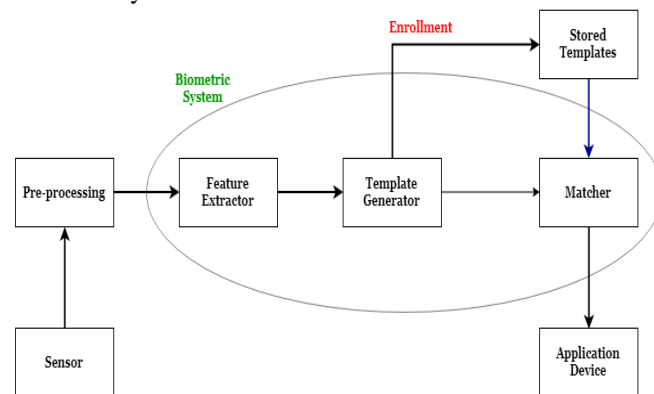 Enrollment
Stored
Templates
Biometric
System
Pre-processing
Feature
Extractor
Template
Generator
Matcher
Sensor
Application
Device